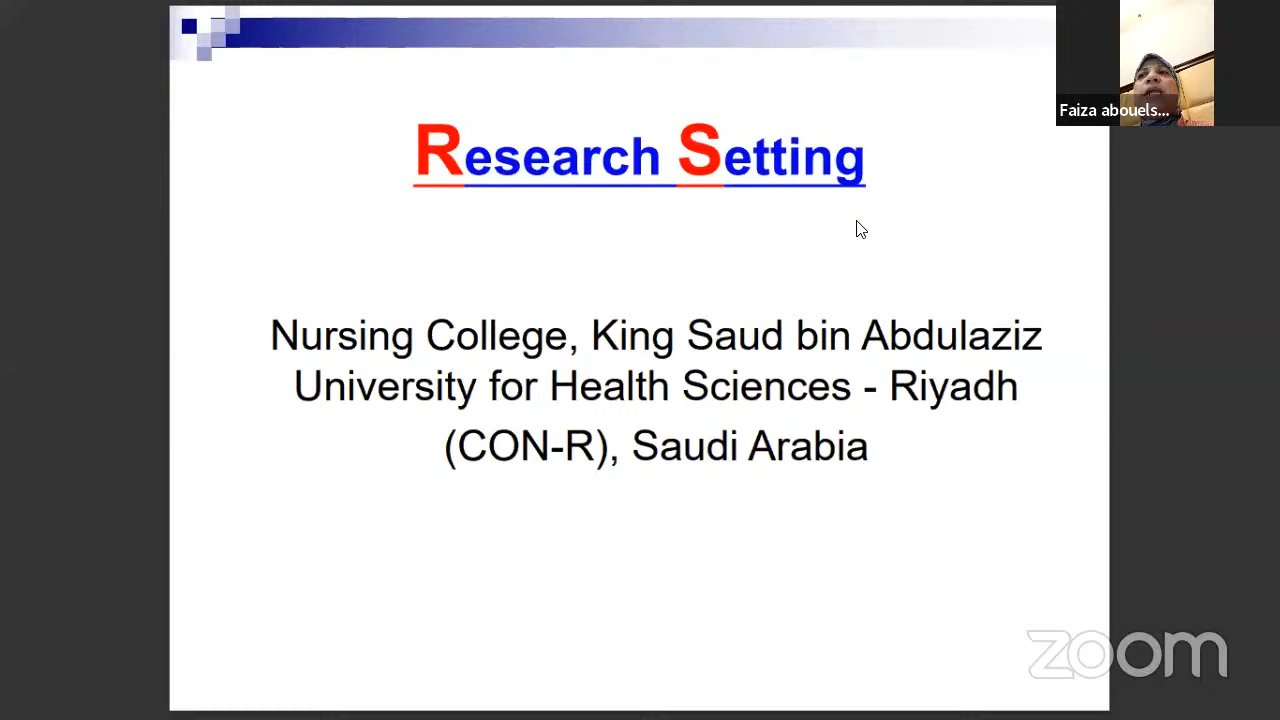 Research Setting
Nursing College, King Saud bin Abdulaziz
University for Health Sciences - Riyadh
(CON-R), Saudi Arabia
Faiza abouels...
zoom